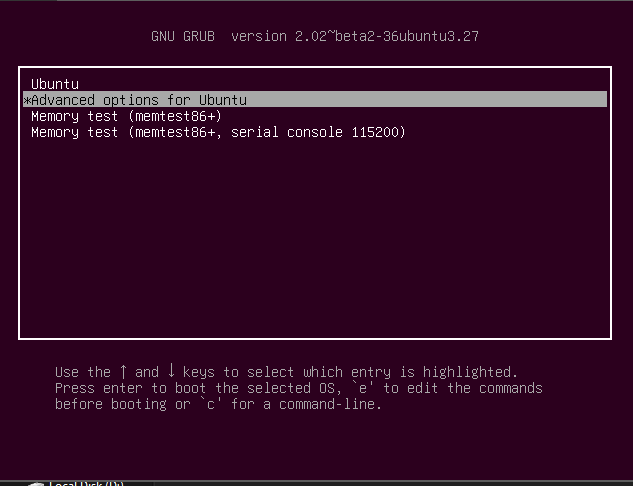 GNU GRUB  version 2.02~beta2-36ubuntu3.27
Ubuntu
*Advanced options for Ubuntu
Memory test (memtest86+)
Memory test (memtest86+, serial console 115200)
Use the ↑ and ↓ keys to select which entry is highlighted.
Press enter to boot the selected OS, `e' to edit the commands
before booting or `c' for a command-line.
Local Disk (D:)